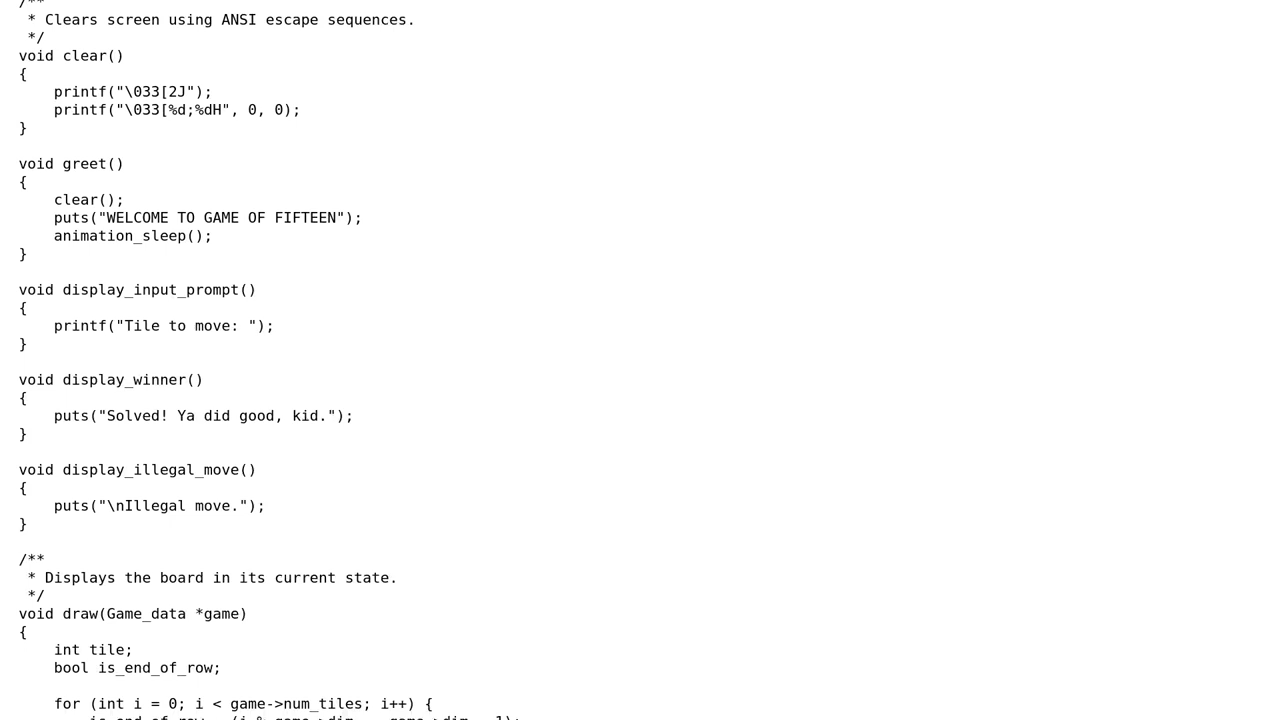 /**
 * Clears screen using ANSI escape sequences.
 */
void clear()
{
    printf("\033[2J");
    printf("\033[%d;%dH", 0, 0);
}

void greet()
{
    clear();
    puts("WELCOME TO GAME OF FIFTEEN");
    animation_sleep();
}

void display_input_prompt()
{
    printf("Tile to move: ");
}

void display_winner()
{
    puts("Solved! Ya did good, kid.");
}

void display_illegal_move()
{
    puts("\nIllegal move.");
}

/**
 * Displays the board in its current state.
 */
void draw(Game_data *game)
{
    int tile;
    bool is_end_of_row;

    for (int i = 0; i < game->num_tiles; i++) {